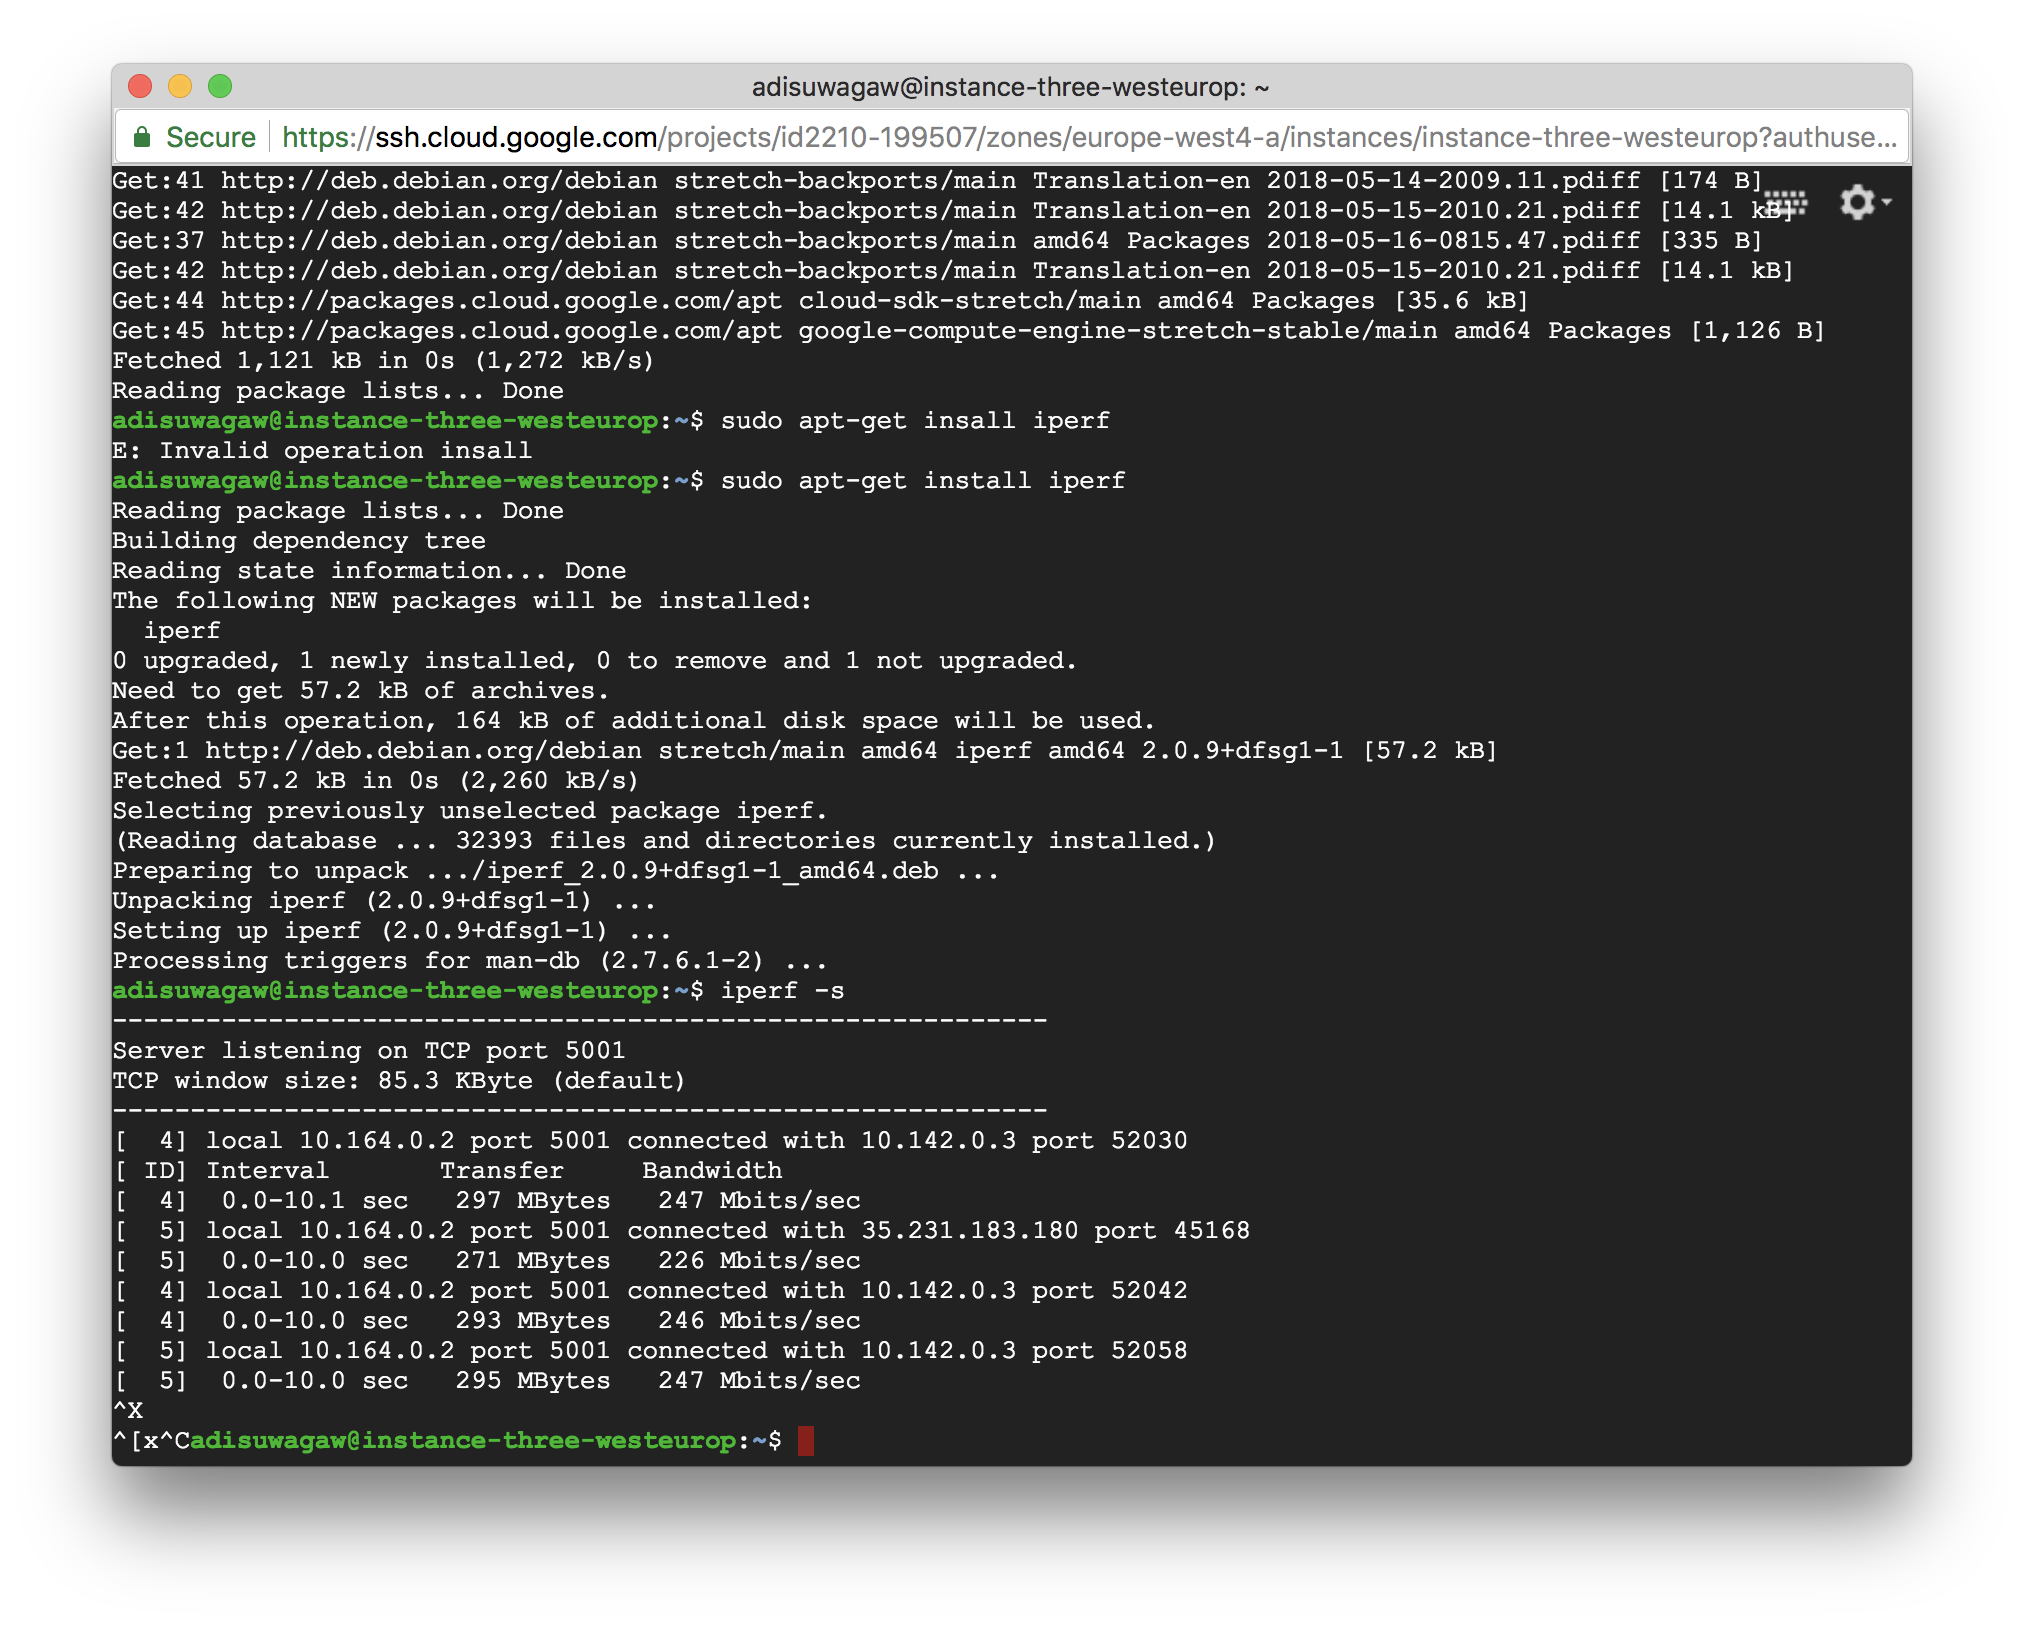 adisuwagaw@instance-three-westeurop: ~
Secure https://ssh.cloud.google.com/projects/id2210-199507/zones/europe-west4-a/instances/instance-three-westeurop?authuse...
Get:41 http://deb.debian.org/debian stretch-backports/main Translation-en 2018-05-14-2009.11.pdiff [174 B]
Get:42 http://deb.debian.org/debian stretch-backports/main Translation-en 2018-05-15-2010.21.pdiff [14.1 kB]
Get:37 http://deb.debian.org/debian stretch-backports/main amd64 Packages 2018-05-16-0815.47.pdiff [335 B]
Get:42 http://deb.debian.org/debian stretch-backports/main Translation-en 2018-05-15-2010.21.pdiff [14.1 kB]
Get:44 http://packages.cloud.google.com/apt cloud-sdk-stretch/main amd64 Packages [35.6 kB]
Get:45 http://packages.cloud.google.com/apt google-compute-engine-stretch-stable/main amd64 Packages [1,126 B]
Fetched 1,121 kB in 0s (1,272 kB/s)
Reading package lists... Done
adisuwagaw@instance-three-westeurop:~$ sudo apt-get insall iperf
E: Invalid operation insall
adisuwagaw@instance-three-westeurop:~$ sudo apt-get install iperf
Reading package lists... Done
Building dependency tree
Reading state information... Done
The following NEW packages will be installed:
  iperf
0 upgraded, 1 newly installed, 0 to remove and 1 not upgraded.
Need to get 57.2 kB of archives.
After this operation, 164 kB of additional disk space will be used.
Get:1 http://deb.debian.org/debian stretch/main amd64 iperf amd64 2.0.9+dfsg1-1 [57.2 kB]
Fetched 57.2 kB in 0s (2,260 kB/s)
Selecting previously unselected package iperf.
(Reading database ... 32393 files and directories currently installed.)
Preparing to unpack .../iperf_2.0.9+dfsg1-1_amd64.deb ...
Unpacking iperf (2.0.9+dfsg1-1) ...
Setting up iperf (2.0.9+dfsg1-1) ...
Processing triggers for man-db (2.7.6.1-2) ...
adisuwagaw@instance-three-westeurop:~$ iperf -s
------------------------------------------------------------
Server listening on TCP port 5001
TCP window size: 85.3 KByte (default)
------------------------------------------------------------
[  4] local 10.164.0.2 port 5001 connected with 10.142.0.3 port 52030
[ ID] Interval       Transfer     Bandwidth
[  4]  0.0-10.1 sec   297 MBytes   247 Mbits/sec
[  5] local 10.164.0.2 port 5001 connected with 35.231.183.180 port 45168
[  5]  0.0-10.0 sec   271 MBytes   226 Mbits/sec
[  4] local 10.164.0.2 port 5001 connected with 10.142.0.3 port 52042
[  4]  0.0-10.0 sec   293 MBytes   246 Mbits/sec
[  5] local 10.164.0.2 port 5001 connected with 10.142.0.3 port 52058
[  5]  0.0-10.0 sec   295 MBytes   247 Mbits/sec
^X
^[x^Cadisuwagaw@instance-three-westeurop:~$